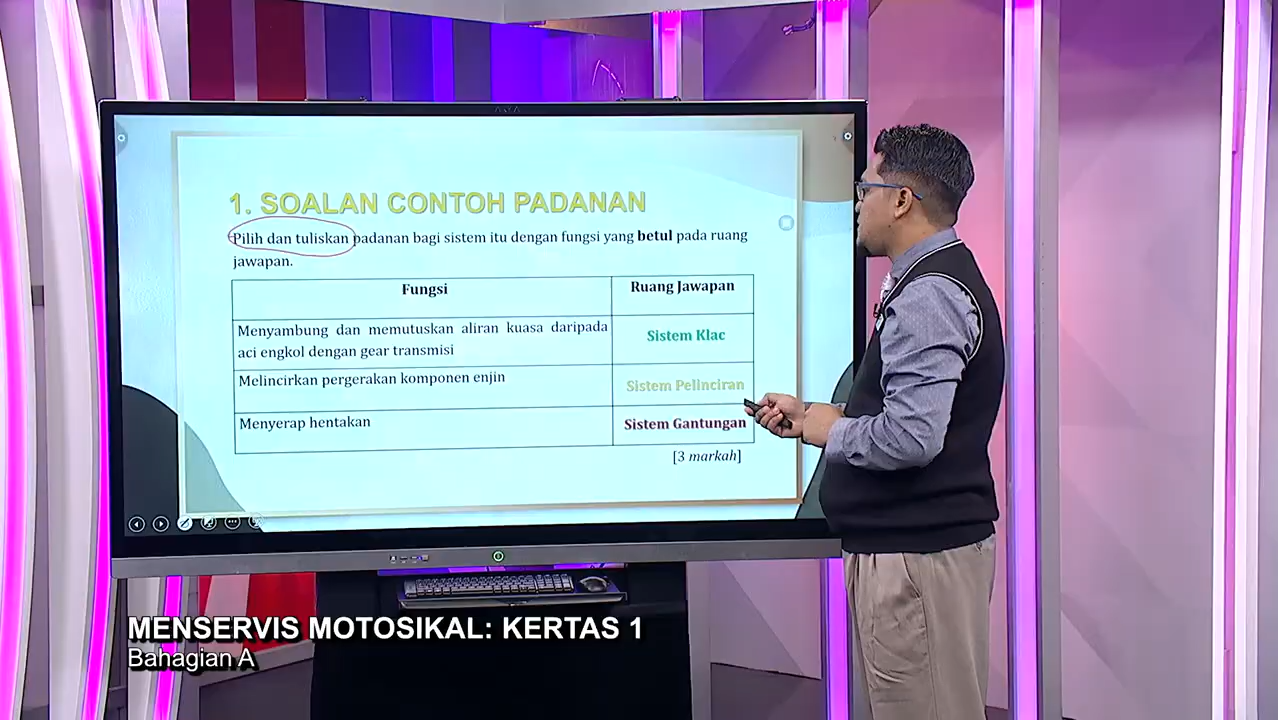 1. SOALAN CONTOH PADANAN
Pilih dan tuliskan padanan bagi sistem itu dengan fungsi yang betul pada ruang
jawapan.
Fungsi
Ruang Jawapan
Menyambung dan memutuskan aliran kuasa daripada
aci engkol dengan gear transmisi
Sistem Klac
Melincirkan pergerakan komponen enjin
Sistem Pelinciran
Menyerap hentakan
Sistem Gantungan
[3 markah]
MENSERVIS MOTOSIKAL: KERTAS 1
Bahagian A